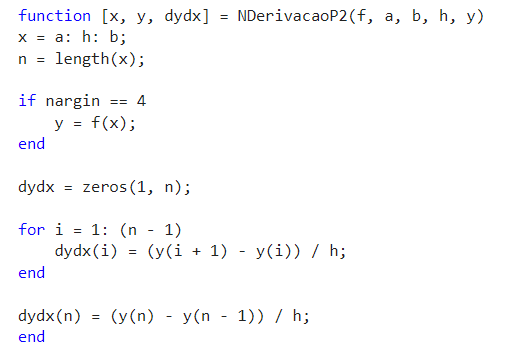 function [x, y, dydx] = NDerivacaoP2(f, a, b, h, y)
x = a: h: b;
n = length(x);
if nargin == 4
    y = f(x);
end
dydx = zeros(1, n);
for i = 1: (n - 1)
    dydx(i) = (y(i + 1) - y(i)) / h;
end
dydx(n) = (y(n) - y(n - 1)) / h;
end